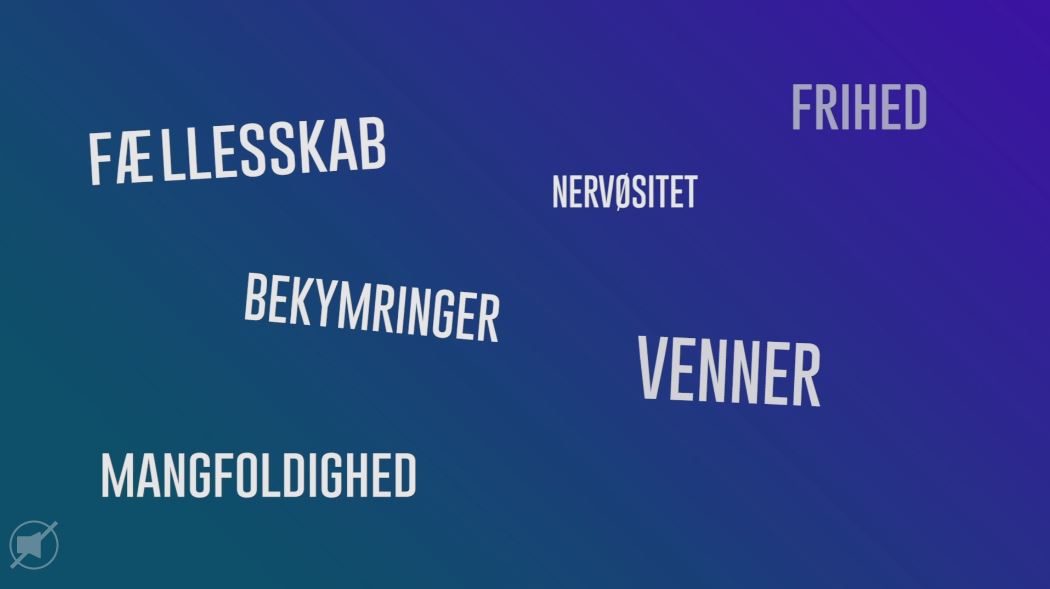 FRIHED
FÆLLESSKAB
NERVØSITET
BEKYMRINGER
VENNER
MANGFOLDIGHED